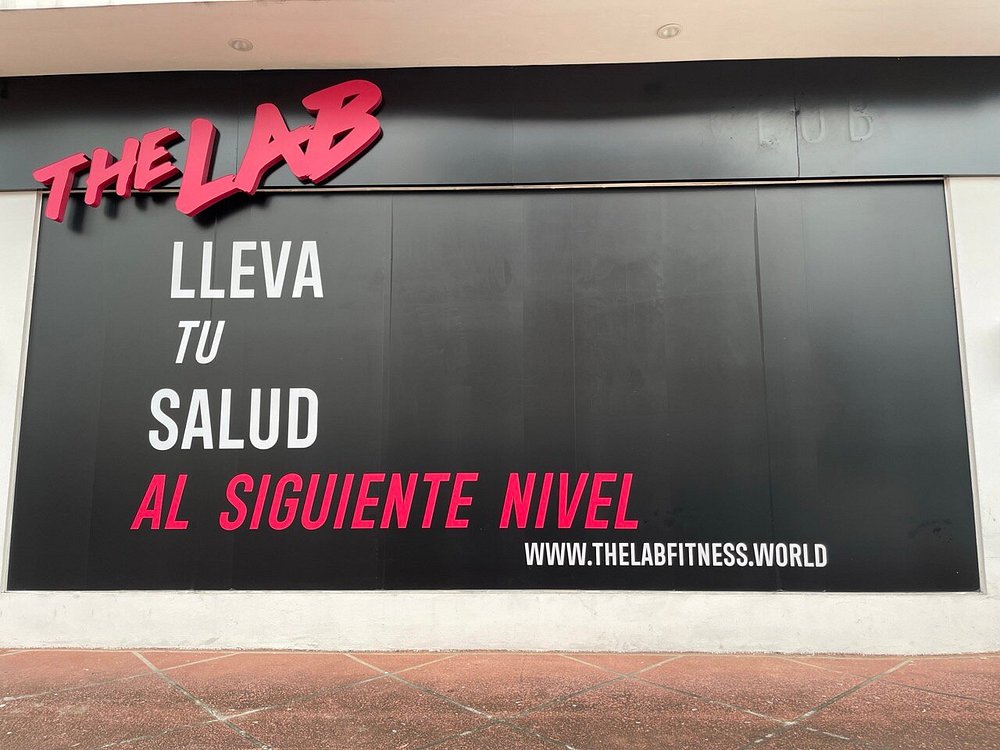 THE LAB
LLEVA
TU
SALUD
AL SIGUIENTE NIVEL
WWW.THELABFITNESS.WORLD